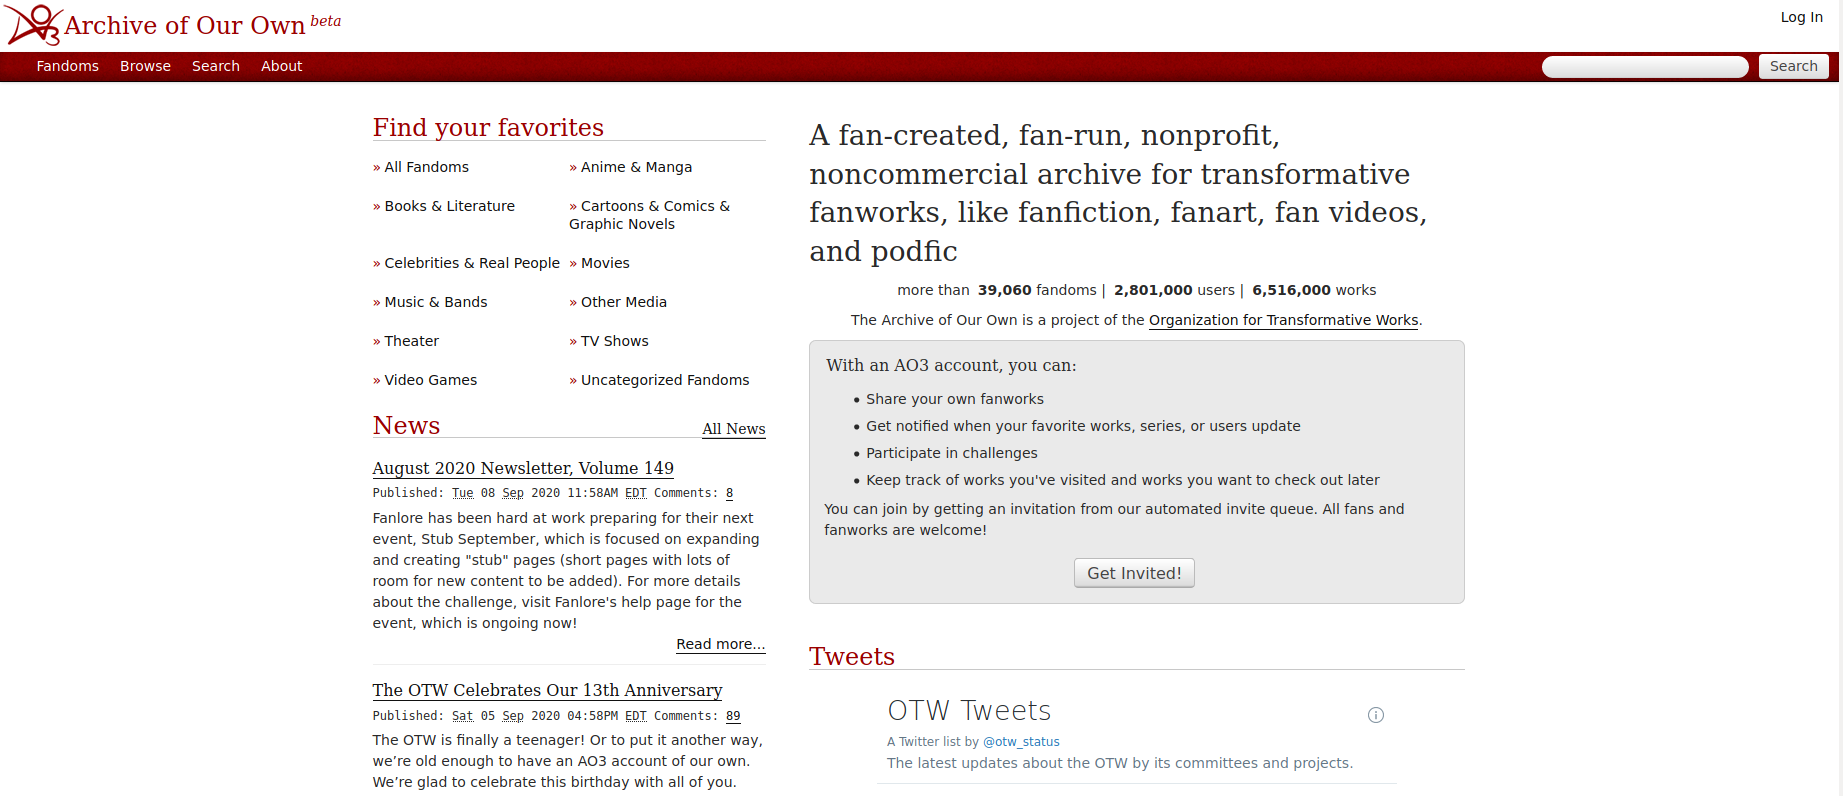 Archive of Our Own beta
Log In
Fandoms Browse Search About
Search
Find your favorites
» All Fandoms
» Anime & Manga
» Books & Literature
» Cartoons & Comics &
Graphic Novels
» Celebrities & Real People
» Movies
» Music & Bands
» Other Media
» Theater
» TV Shows
» Video Games
» Uncategorized Fandoms
News
All News
August 2020 Newsletter, Volume 149
Published: Tue 08 Sep 2020 11:58AM EDT Comments: 8
Fanlore has been hard at work preparing for their next
event, Stub September, which is focused on expanding
and creating "stub" pages (short pages with lots of
room for new content to be added). For more details
about the challenge, visit Fanlore's help page for the
event, which is ongoing now!
Read more...
The OTW Celebrates Our 13th Anniversary
Published: Sat 05 Sep 2020 04:58PM EDT Comments: 89
The OTW is finally a teenager! Or to put it another way,
we’re old enough to have an AO3 account of our own.
We’re glad to celebrate this birthday with all of you.
A fan-created, fan-run, nonprofit,
noncommercial archive for transformative
fanworks, like fanfiction, fanart, fan videos,
and podfic
more than 39,060 fandoms | 2,801,000 users | 6,516,000 works
The Archive of Our Own is a project of the Organization for Transformative Works.
With an AO3 account, you can:
• Share your own fanworks
• Get notified when your favorite works, series, or users update
• Participate in challenges
• Keep track of works you've visited and works you want to check out later
You can join by getting an invitation from our automated invite queue. All fans and
fanworks are welcome!
Get Invited!
Tweets
OTW Tweets
A Twitter list by @otw_status
The latest updates about the OTW by its committees and projects.